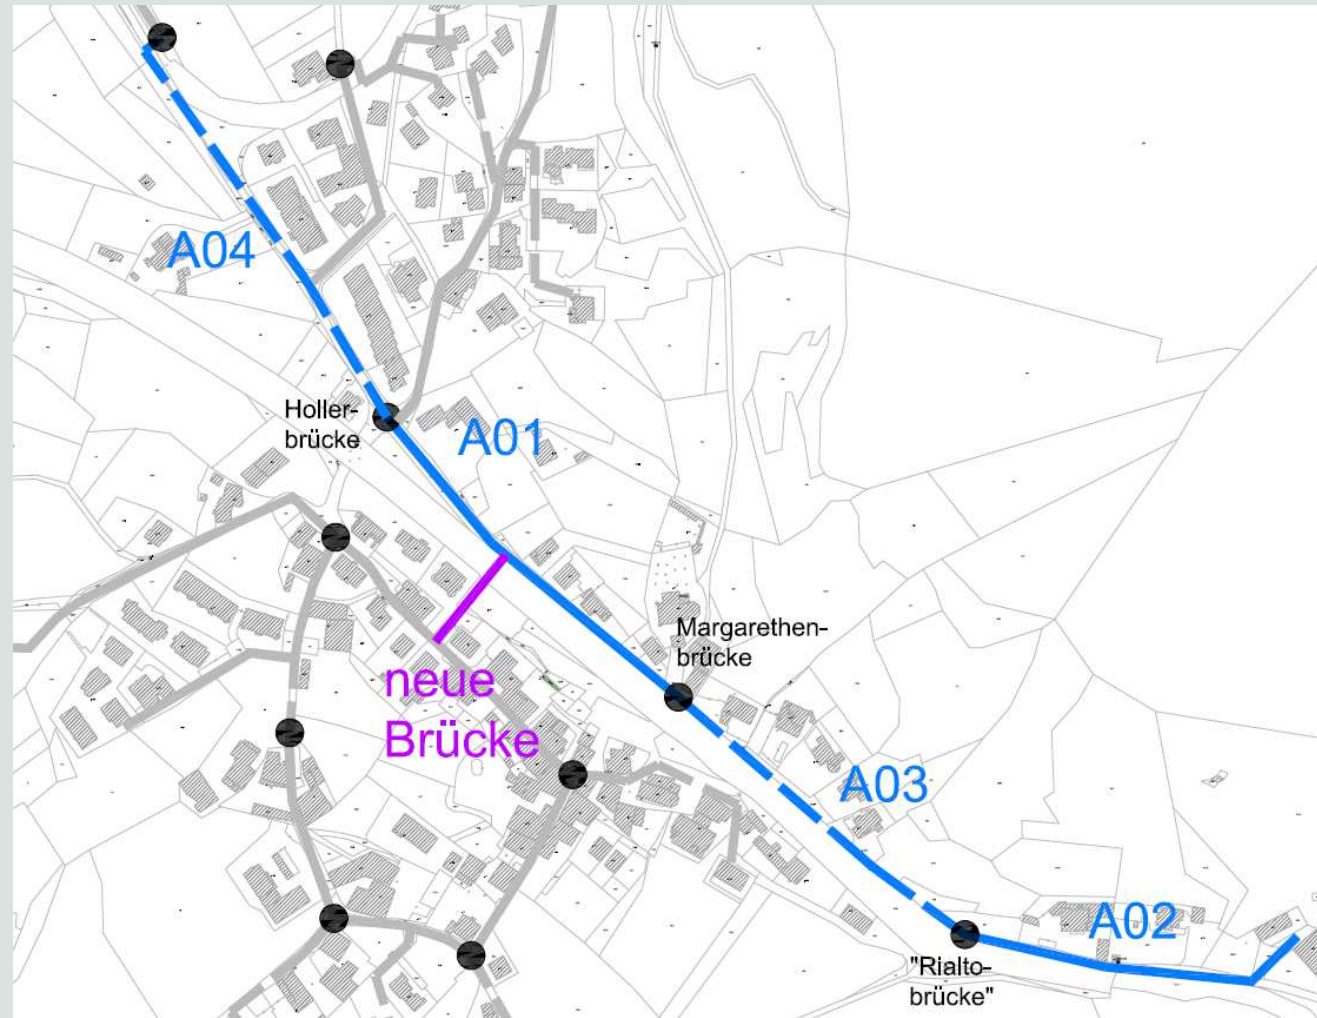 A04
Holler-
brücke
A01
Margarethen-
brücke
neue
Brücke
A03
A02
"Rialto-
brücke"